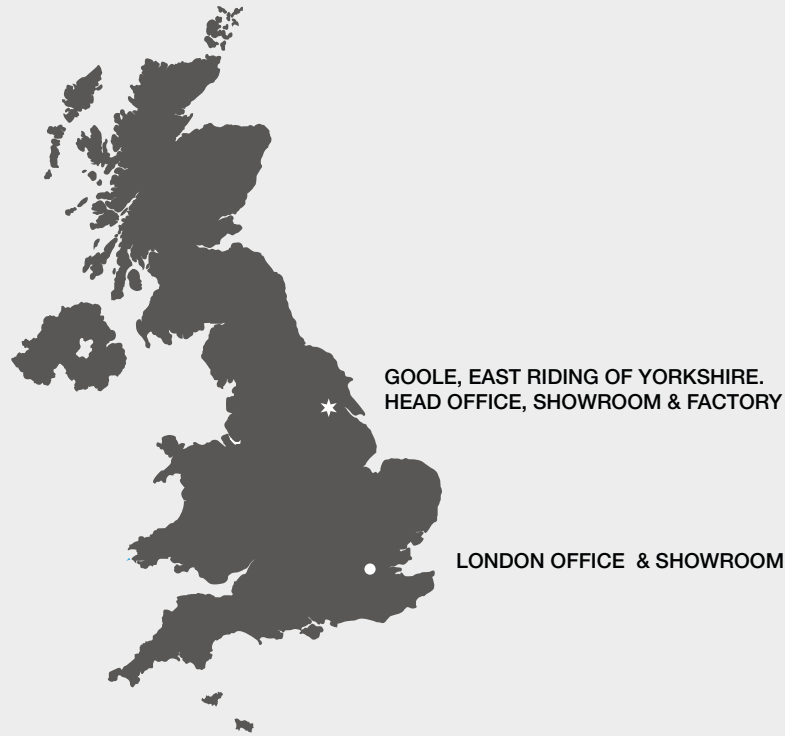 GOOLE, EAST RIDING OF YORKSHIRE.
HEAD OFFICE, SHOWROOM & FACTORY
LONDON OFFICE & SHOWROOM